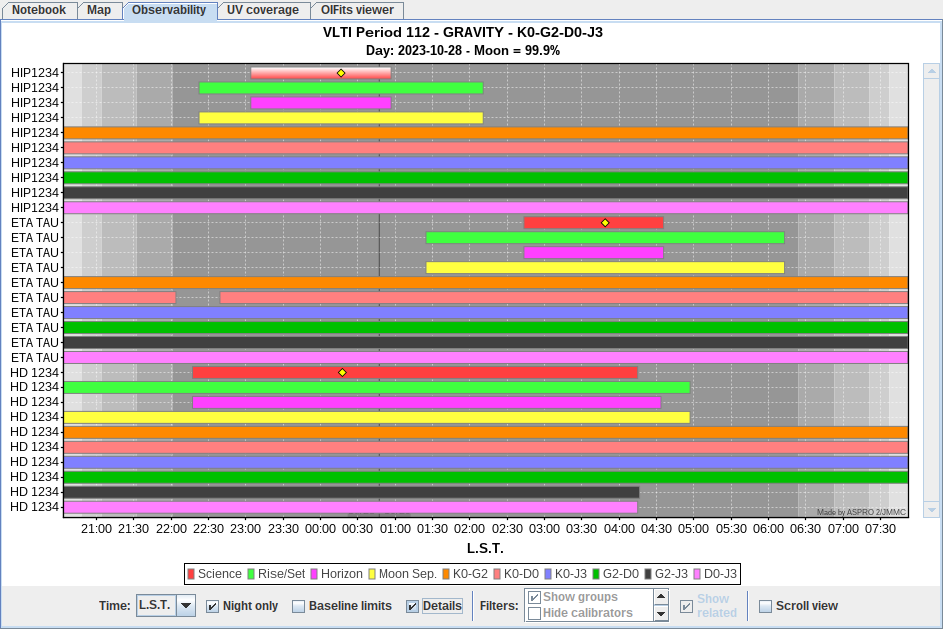 Notebook Map Observability UV coverage OIFits viewer
VLTI Period 112 - GRAVITY - K0-G2-D0-J3
Day: 2023-10-28 - Moon = 99.9%
HIP1234
HIP1234
HIP1234
HIP1234
HIP1234
HIP1234
HIP1234
HIP1234
HIP1234
HIP1234
ETA TAU
ETA TAU
ETA TAU
ETA TAU
ETA TAU
ETA TAU
ETA TAU
ETA TAU
ETA TAU
ETA TAU
HD 1234
HD 1234
HD 1234
HD 1234
HD 1234
HD 1234
HD 1234
HD 1234
HD 1234
HD 1234
Made by ASPRO 2/JMMC
21:00 21:30 22:00 22:30 23:00 23:30 00:00 00:30 01:00 01:30 02:00 02:30 03:00 03:30 04:00 04:30 05:00 05:30 06:00 06:30 07:00 07:30
L.S.T.
Science Rise/Set Horizon Moon Sep. K0-G2 K0-D0 K0-J3 G2-D0 G2-J3 D0-J3
Time: L.S.T. Night only Baseline limits Details Filters: Show groups Show related Scroll view
Hide calibrators